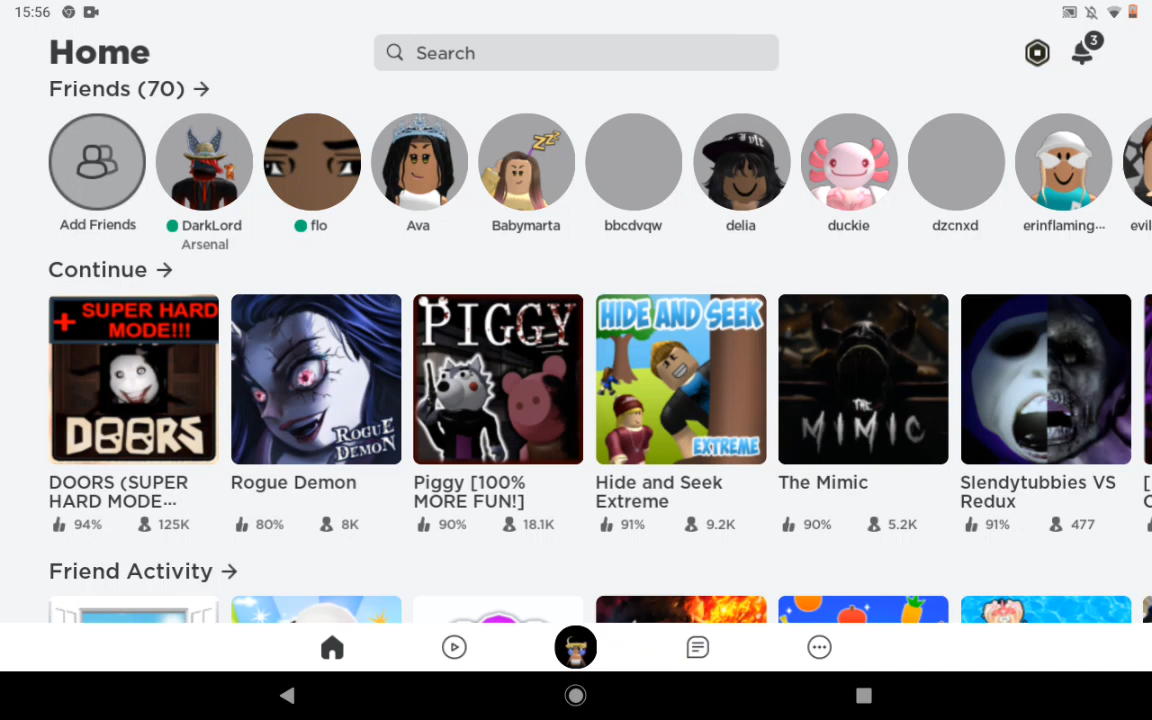 15:56
Home
Search
3
Friends (70) →
Add Friends
DarkLord
Arsenal
flo
Ava
Babymarta
bbcdvqw
delia
duckie
dzcnxd
erinflaming...
evil
Continue →
+ SUPER HARD
MODE!!!
DOORS
ROGUE
DEMON
PIGGY
HIDE AND SEEK
EXTREME
THE
MIMIC
DOORS (SUPER
HARD MODE...
94% 125K
Rogue Demon
80% 8K
Piggy [100%
MORE FUN!]
90% 18.1K
Hide and Seek
Extreme
91% 9.2K
The Mimic
90% 5.2K
Slendytubbies VS
Redux
91% 477
Friend Activity →